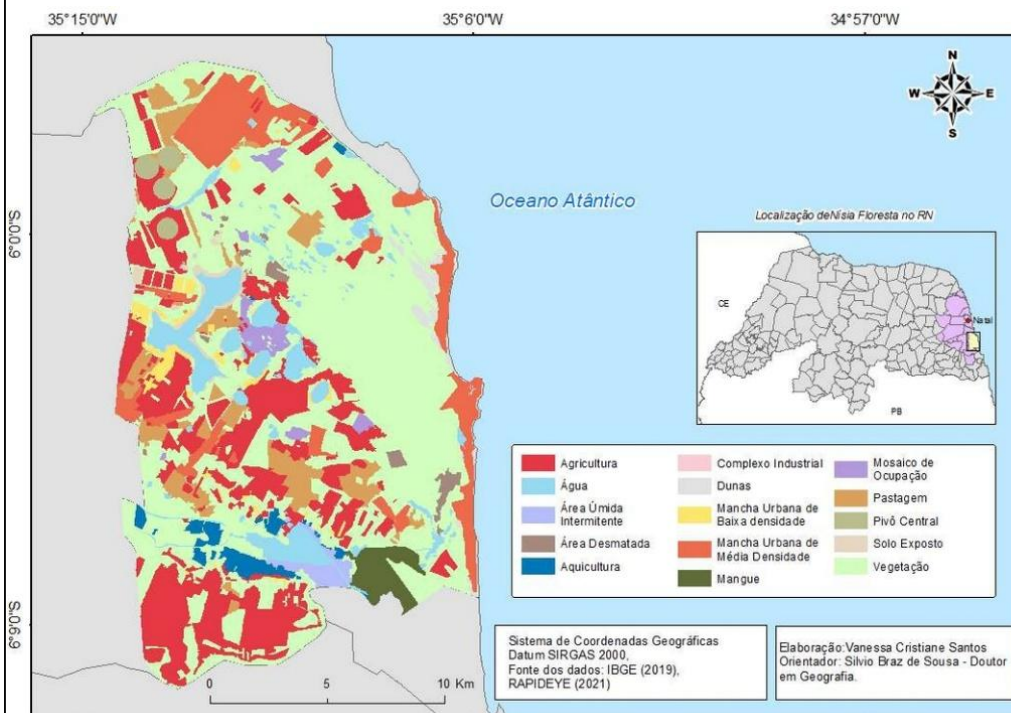 35°15'0"W
35°6'0"W
34°57'0"W
N
W
E
S
Oceano Atântico
6°0'0"S
Localização deNísia Floresta no RN
CE
Natal
PB
Agricultura
Água
Área Úmida
Intermitente
Área Desmatada
Aquicultura
Complexo Industrial
Dunas
Mancha Urbana de
Baixa densidade
Mancha Urbana de
Média Densidade
Mangue
Mosaico de
Ocupação
Pastagem
Pivô Central
Solo Exposto
Vegetação
6°9'0"S
0
5
10 Km
Sistema de Coordenadas Geográficas
Datum SIRGAS 2000,
Fonte dos dados: IBGE (2019),
RAPIDEYE (2021)
Elaboração:Vanessa Cristiane Santos
Orientador: Silvio Braz de Sousa - Doutor
em Geografia.